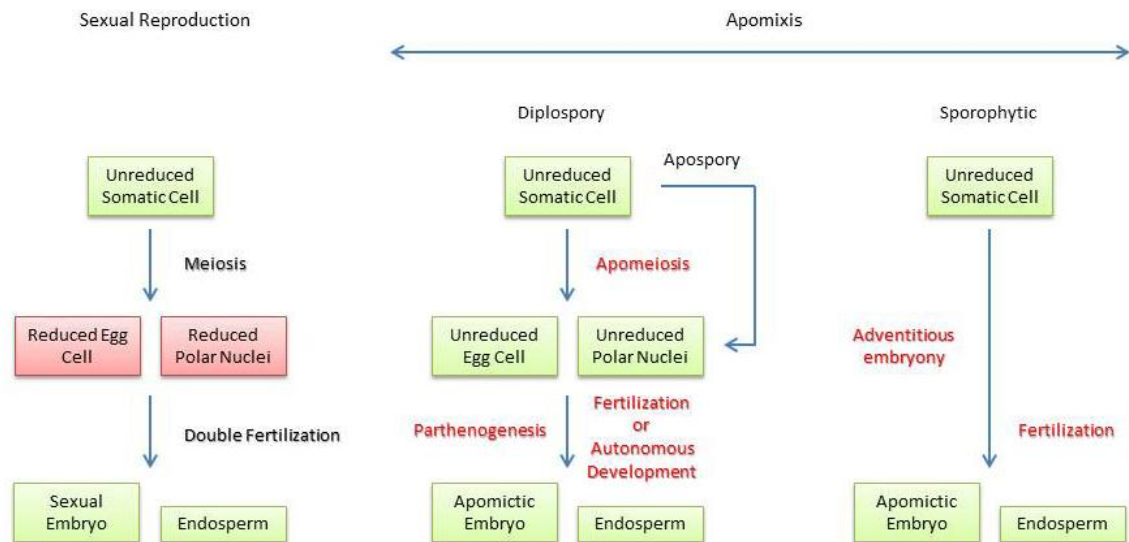 Sexual Reproduction
Apomixis
Diplospory
Sporophytic
Unreduced
Somatic Cell
Unreduced
Somatic Cell
Apospory
Unreduced
Somatic Cell
Meiosis
Apomeiosis
Reduced Egg
Cell
Reduced
Polar Nuclei
Unreduced
Egg Cell
Unreduced
Polar Nuclei
Adventitious
embryony
Double Fertilization
Parthenogenesis
Fertilization
or
Autonomous
Development
Fertilization
Sexual
Embryo
Endosperm
Apomictic
Embryo
Endosperm
Apomictic
Embryo
Endosperm